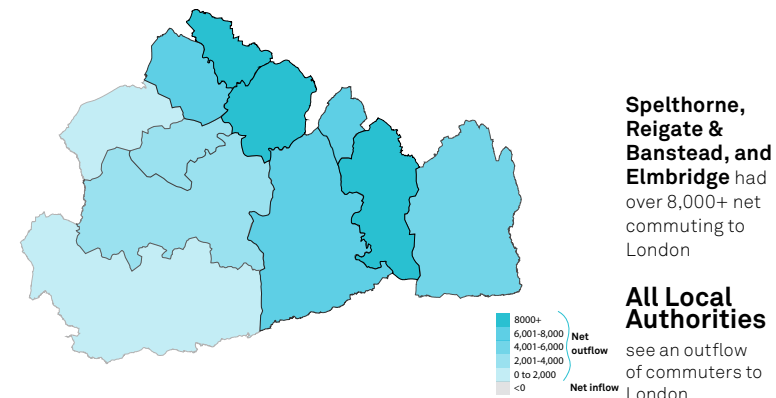 Spelthorne,
Reigate &
Banstead, and
Elmbridge had
over 8,000+ net
commuting to
London
All Local
Authorities
see an outflow
of commuters to
London
8000+
6,001-8,000
4,001-6,000
2,001-4,000
0 to 2,000
<0
Net
outflow
Net inflow